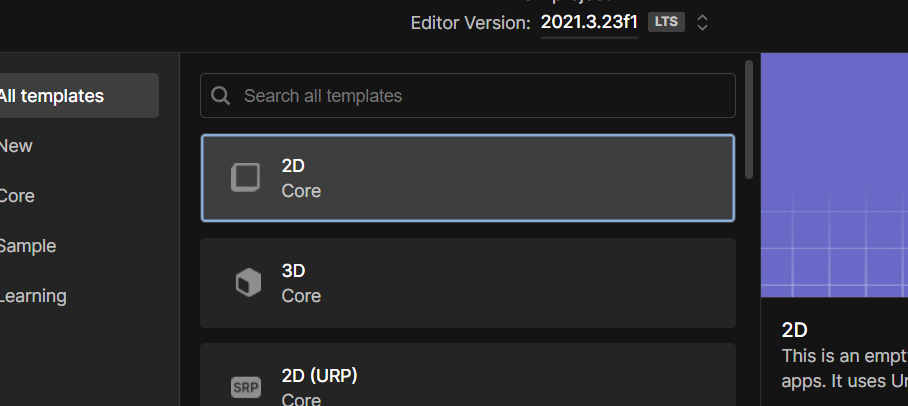 Editor Version: 2021.3.23f1 LTS
All templates
New
Core
Sample
Learning
Search all templates
2D
Core
3D
Core
SRP
2D (URP)
Core
2D
This is an empt
apps. It uses Un